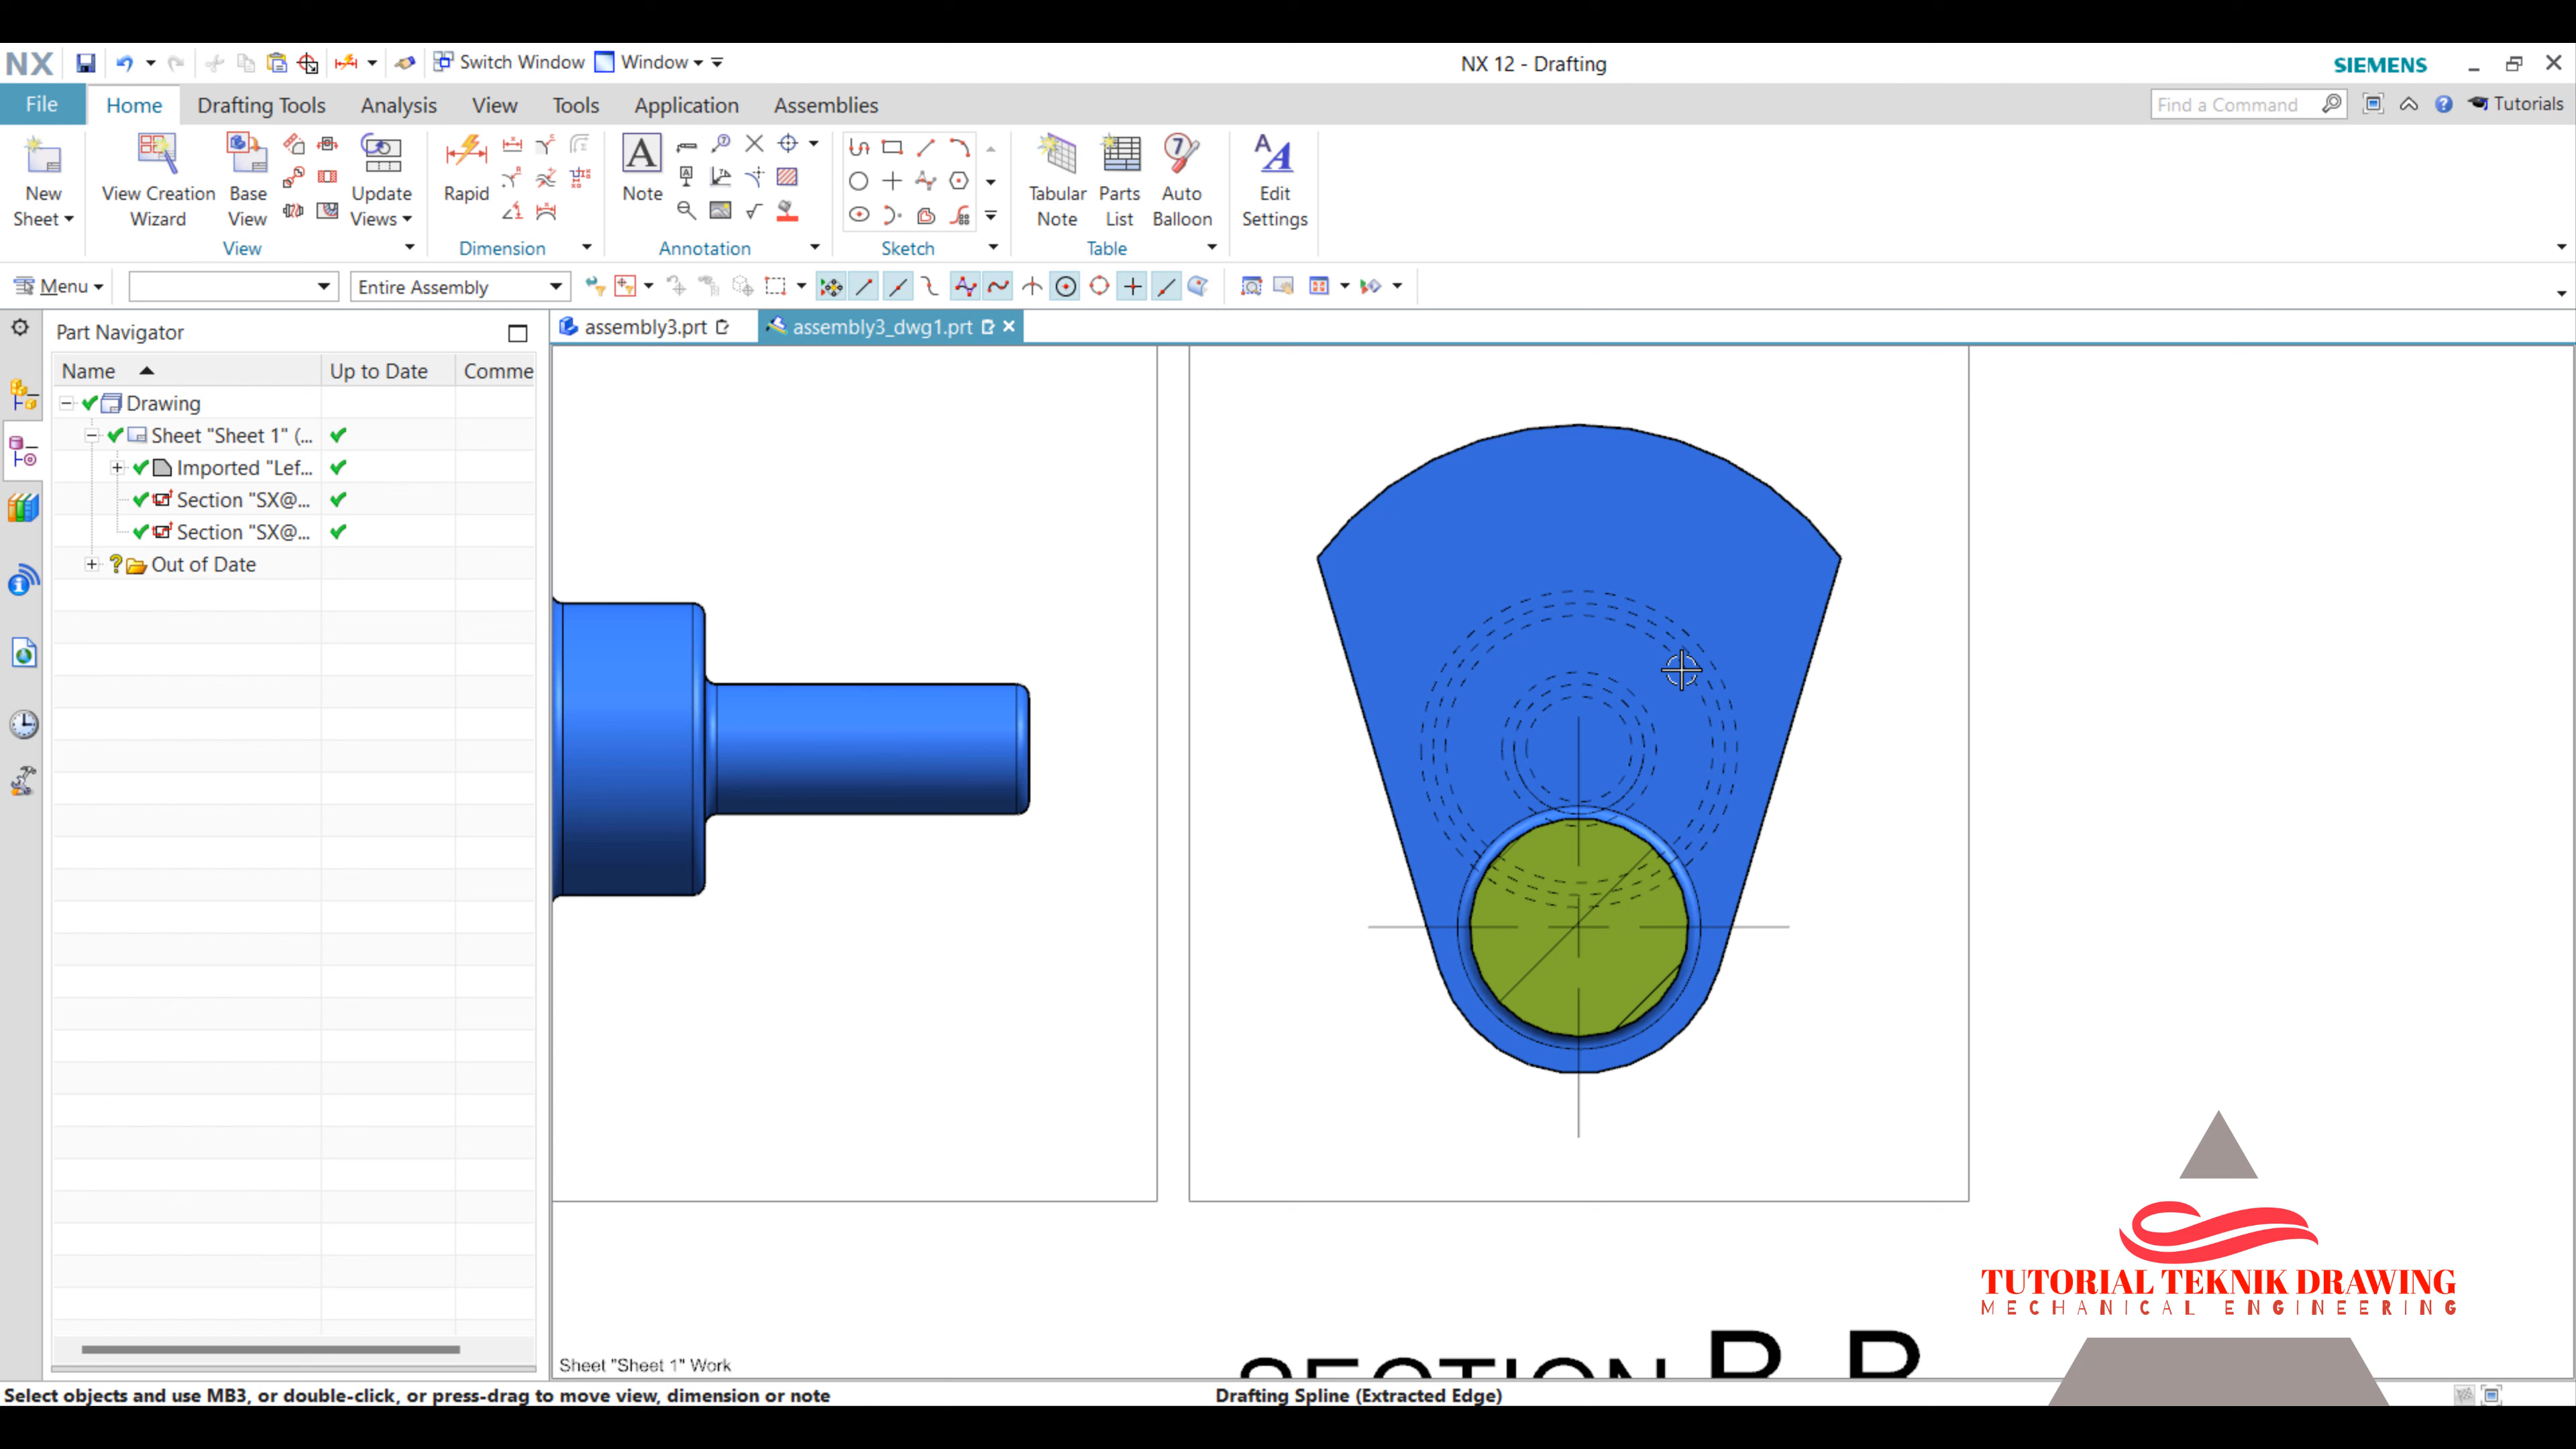 NX
Switch Window
Window
NX 12 - Drafting
SIEMENS
File
Home
Drafting Tools
Analysis
View
Tools
Application
Assemblies
Find a Command
Tutorials
New
Sheet
View Creation
Wizard
Base
View
Update
Views
Rapid
A
Note
Tabular
Note
Parts
List
Auto
Balloon
Edit
Settings
View
Dimension
Annotation
Sketch
Table
Menu
Entire Assembly
Part Navigator
assembly3.prt
assembly3_dwg1.prt
Name
Up to Date
Comme
Drawing
Sheet "Sheet 1" (...
Imported "Lef...
Section "SX@...
Section "SX@...
Out of Date
TUTORIAL TEKNIK DRAWING
MECHANICAL ENGINEERING
SECTION B B
Sheet "Sheet 1" Work
Select objects and use MB3, or double-click, or press-drag to move view, dimension or note
Drafting Spline (Extracted Edge)